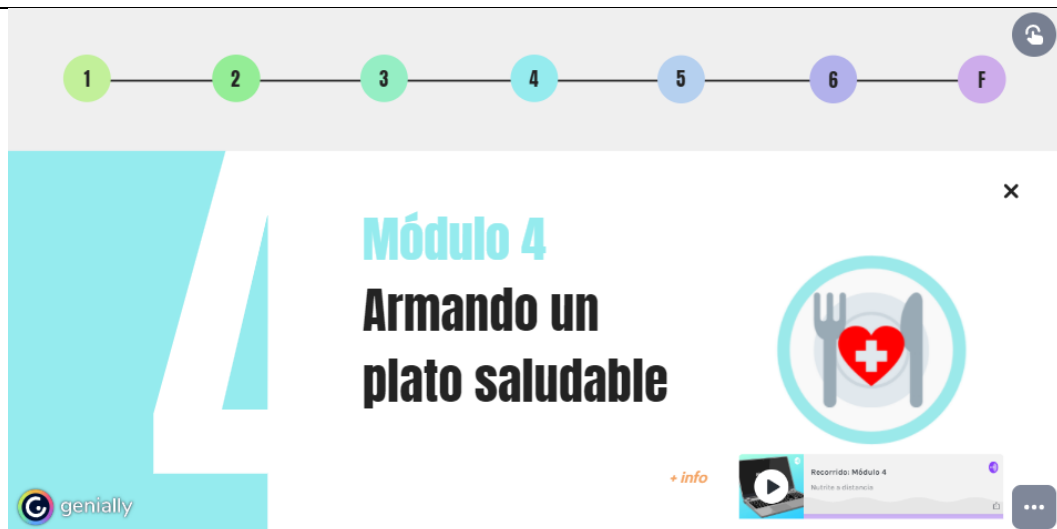 1 2 3 4 5 6 F
4
Módulo 4
Armando un
plato saludable
+ info
Recorrido: Módulo 4
Nutrite a distancia
genially